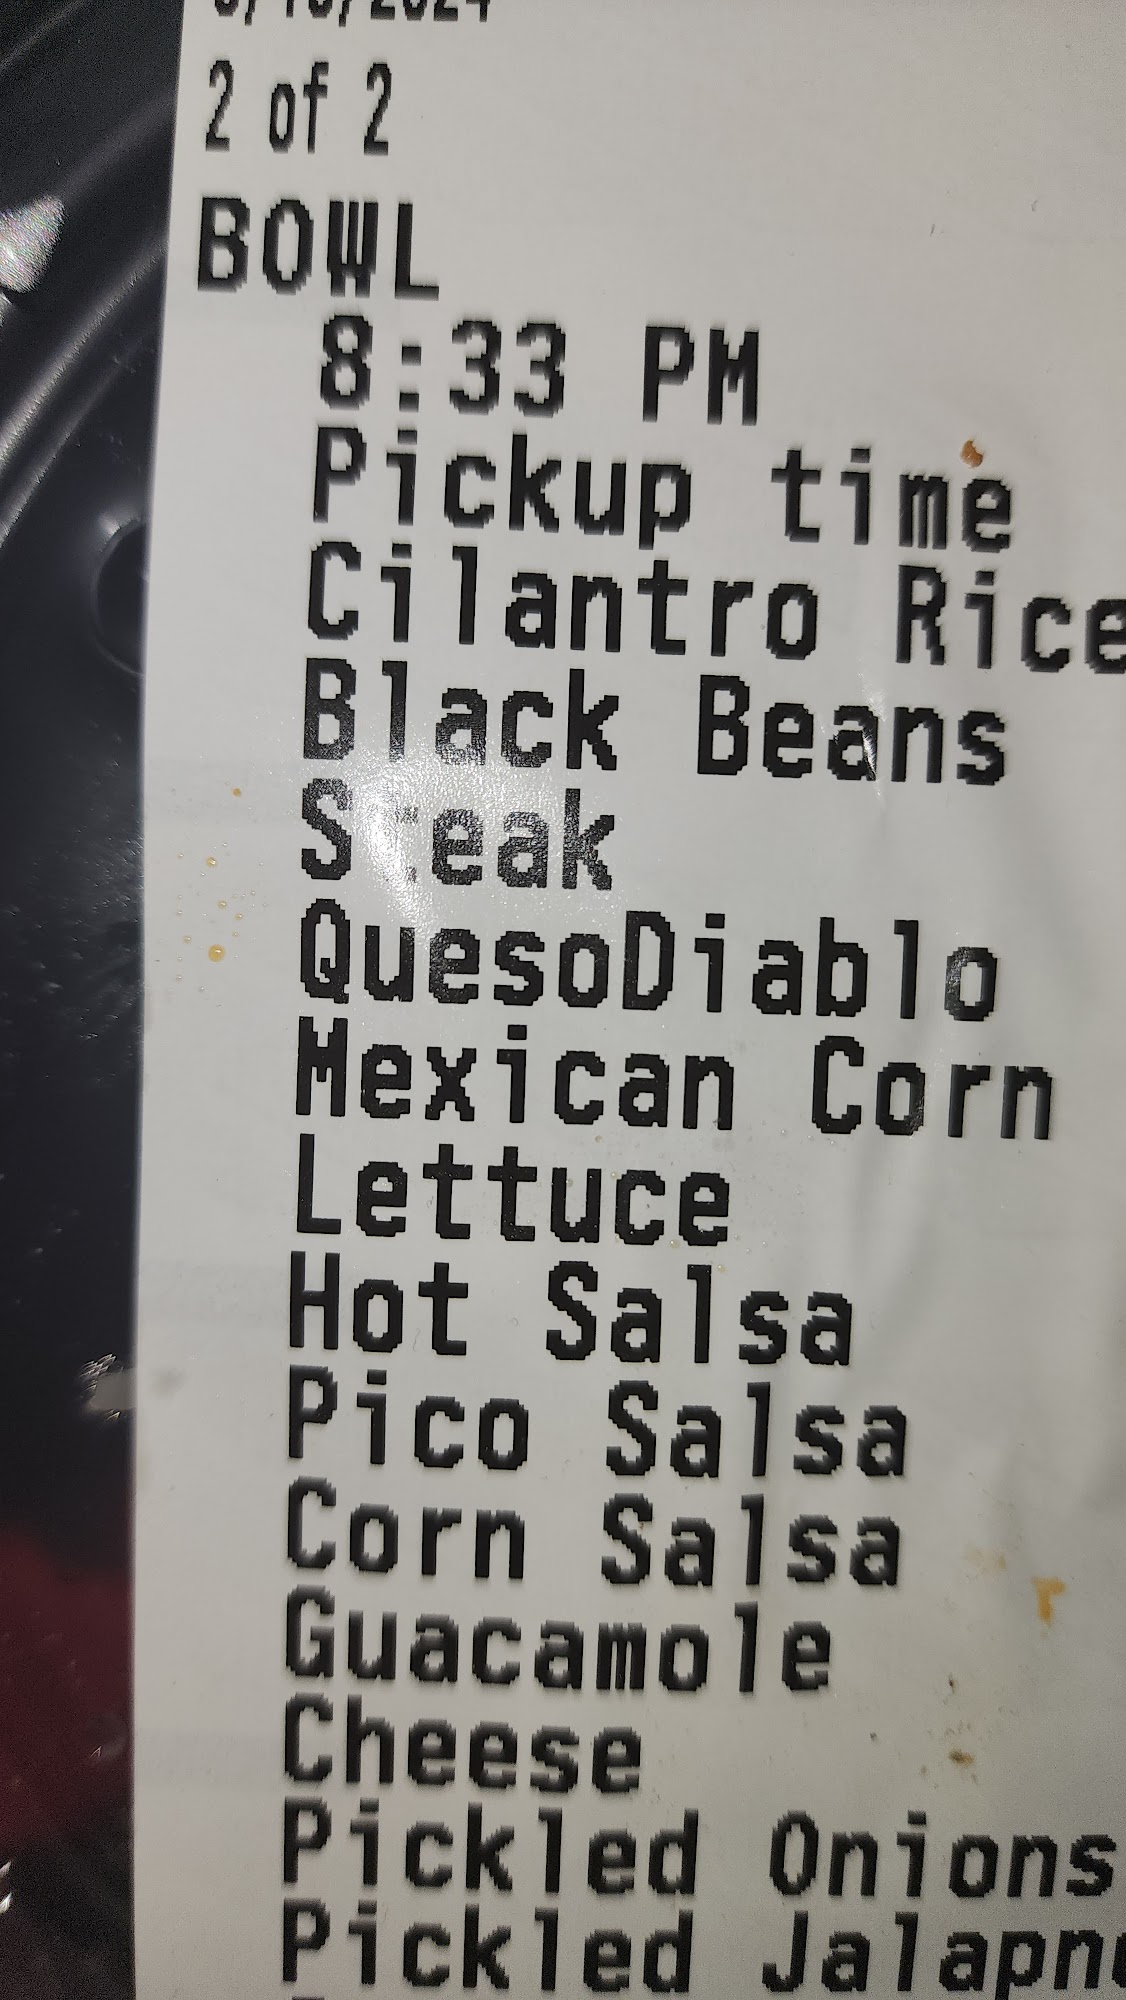 2 of 2
BOWL
8:33 PM
Pickup time
Cilantro Rice
Black Beans
Steak
QuesoDiablo
Mexican Corn
Lettuce
Hot Salsa
Pico Salsa
Corn Salsa
Guacamole
Cheese
Pickled Onions
Pickled